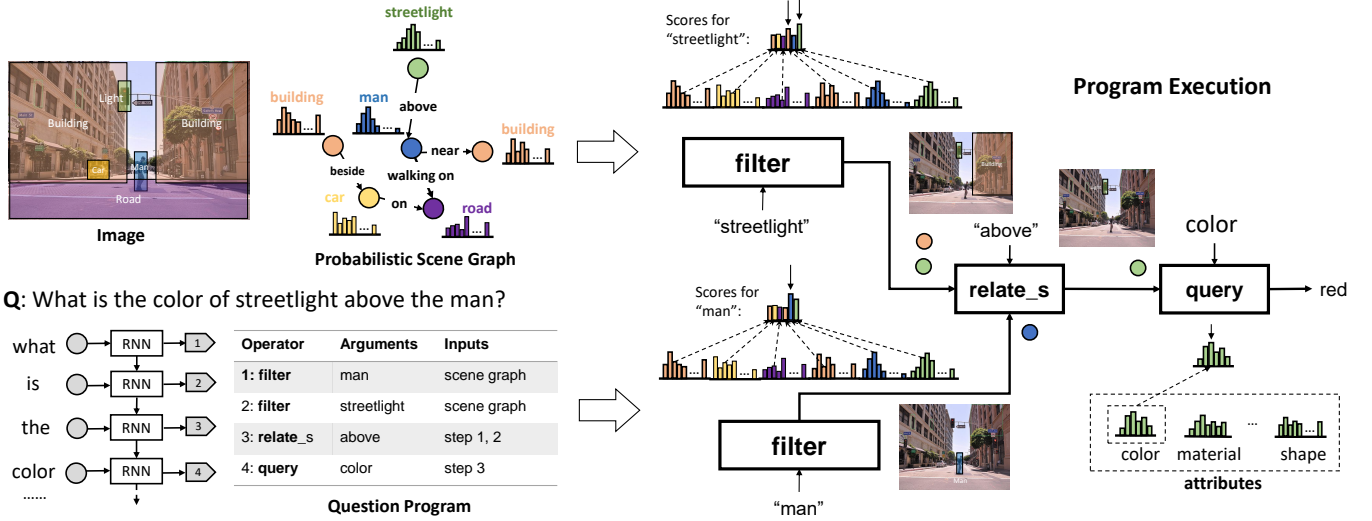 Light
Building
Building
Car
Man
Road
Image
streetlight
...
above
building
...
man
...
near
building
...
beside
walking on
car
...
on
road
...
Probabilistic Scene Graph
Q: What is the color of streetlight above the man?
what
RNN
1
is
RNN
2
the
RNN
3
color
RNN
4
......
Operator Arguments Inputs
1: filter man scene graph
2: filter streetlight scene graph
3: relate_s above step 1, 2
4: query color step 3
Question Program
Program Execution
Scores for
“streetlight”:
... ... ... ... ... ...
filter
“streetlight”
Building
“above”
relate_s
color
query
red
Scores for
“man”:
... ... ... ... ... ...
filter
“man”
Man
...
...
color
material
shape
attributes